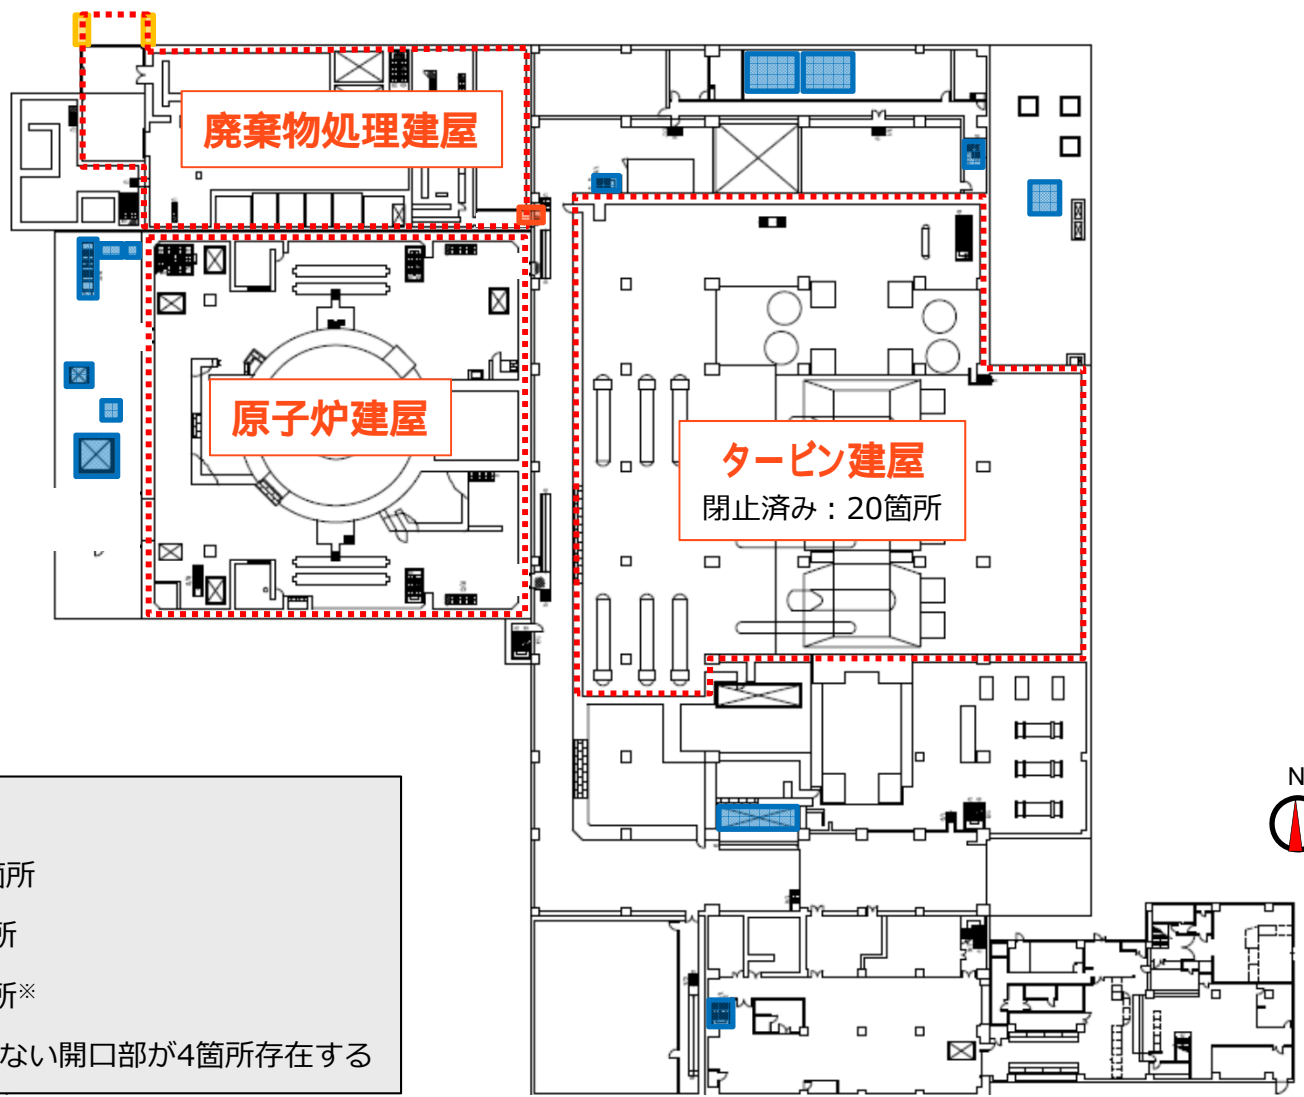 廃棄物処理建屋
原子炉建屋
タービン建屋
閉止済み：20箇所
N
箇所
所
所※
ない開口部が4箇所存在する